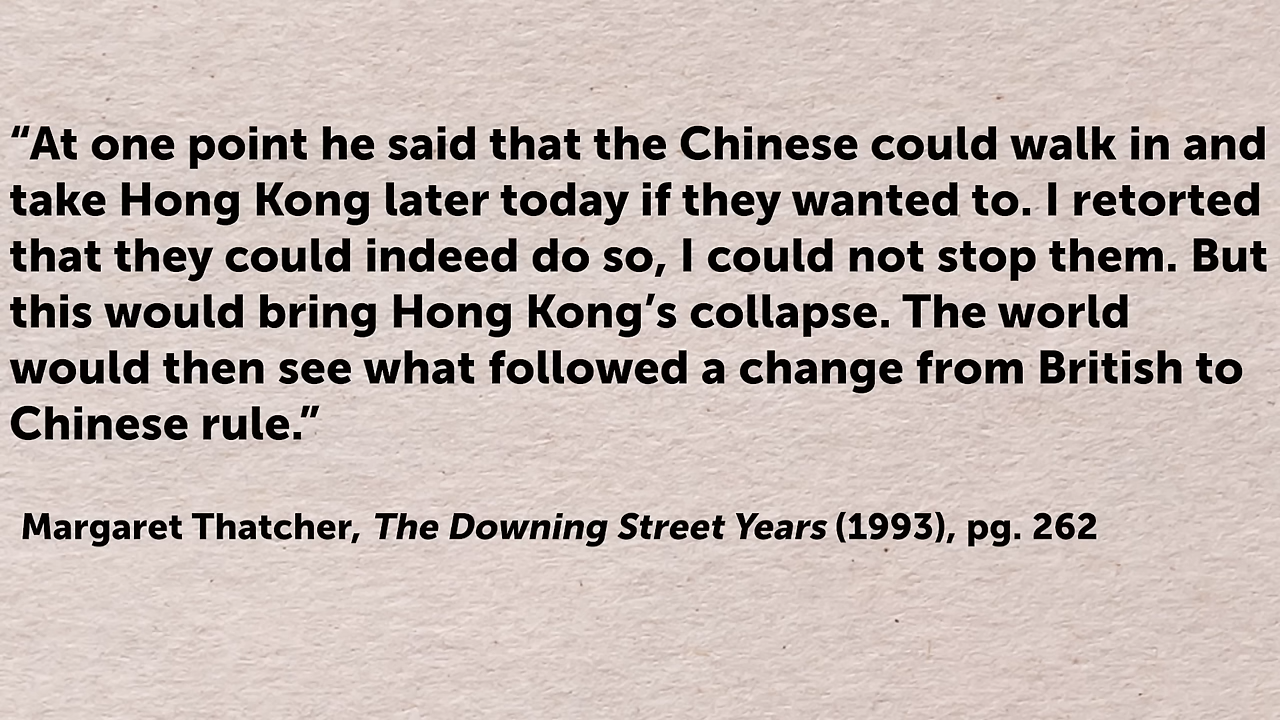 “At one point he said that the Chinese could walk in and
take Hong Kong later today if they wanted to. I retorted
that they could indeed do so, I could not stop them. But
this would bring Hong Kong’s collapse. The world
would then see what followed a change from British to
Chinese rule.”
Margaret Thatcher, The Downing Street Years (1993), pg. 262